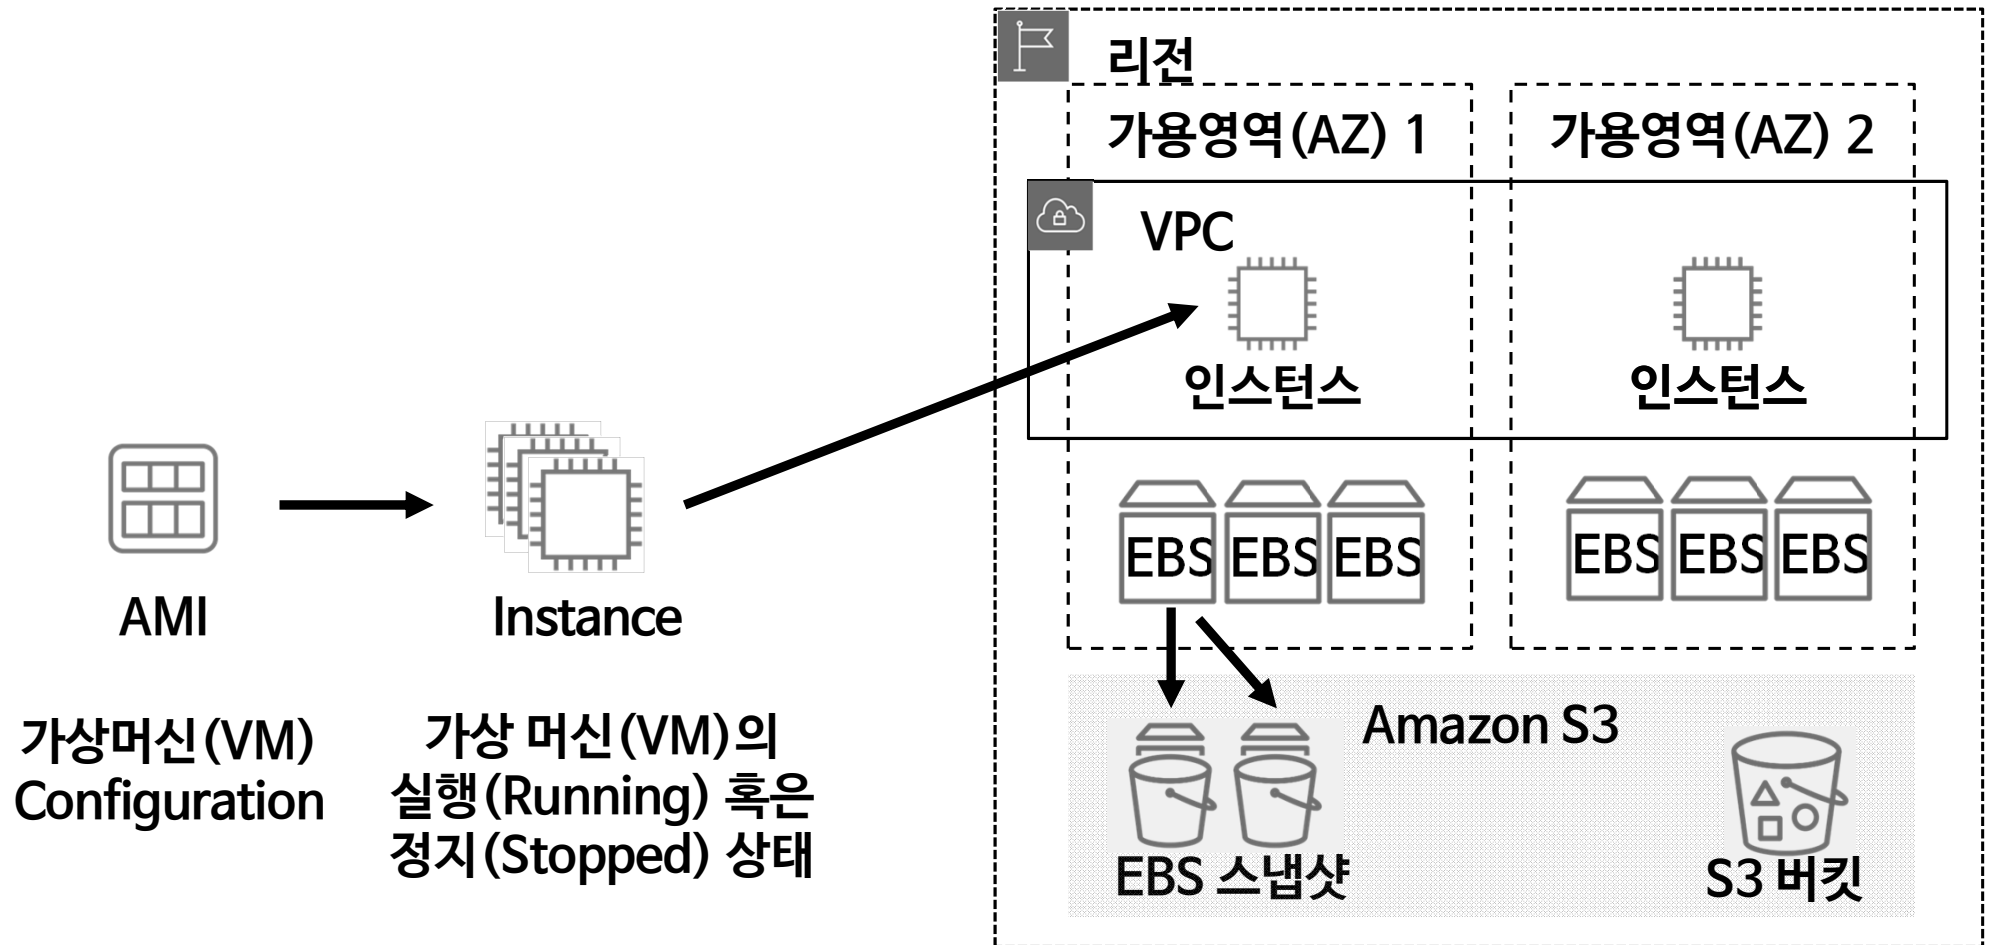 리전
가용영역(AZ) 1
가용영역(AZ) 2
VPC
인스턴스
인스턴스
EBS
EBS
EBS
EBS
EBS
EBS
AMI
Instance
가상머신(VM)
Configuration
가상 머신(VM)의
실행(Running) 혹은
정지(Stopped) 상태
Amazon S3
EBS 스냅샷
S3 버킷